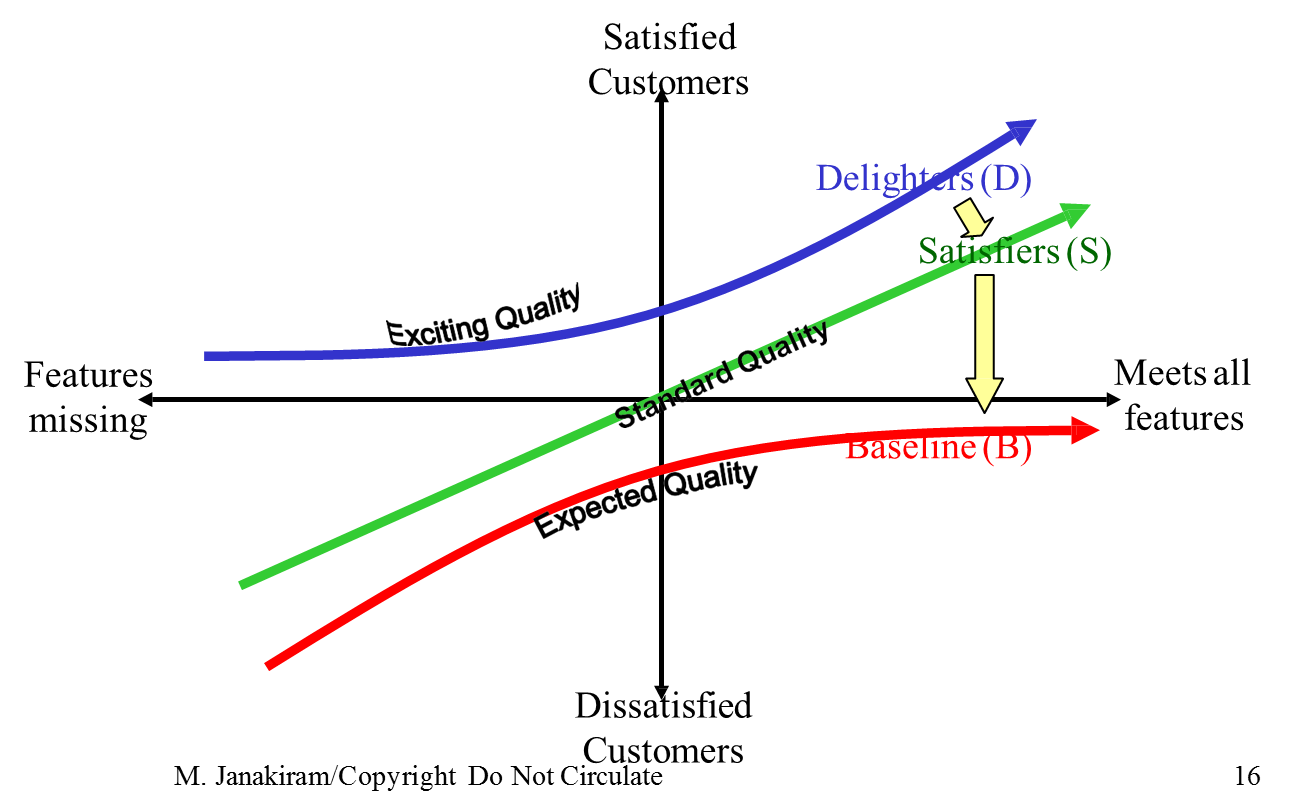 Satisfied
Customers
Delighters (D)
Satisfiers (S)
Exciting Quality
Standard Quality
Features
missing
Meets all
features
Baseline (B)
Expected Quality
Dissatisfied
Customers
M. Janakiram/Copyright Do Not Circulate
16